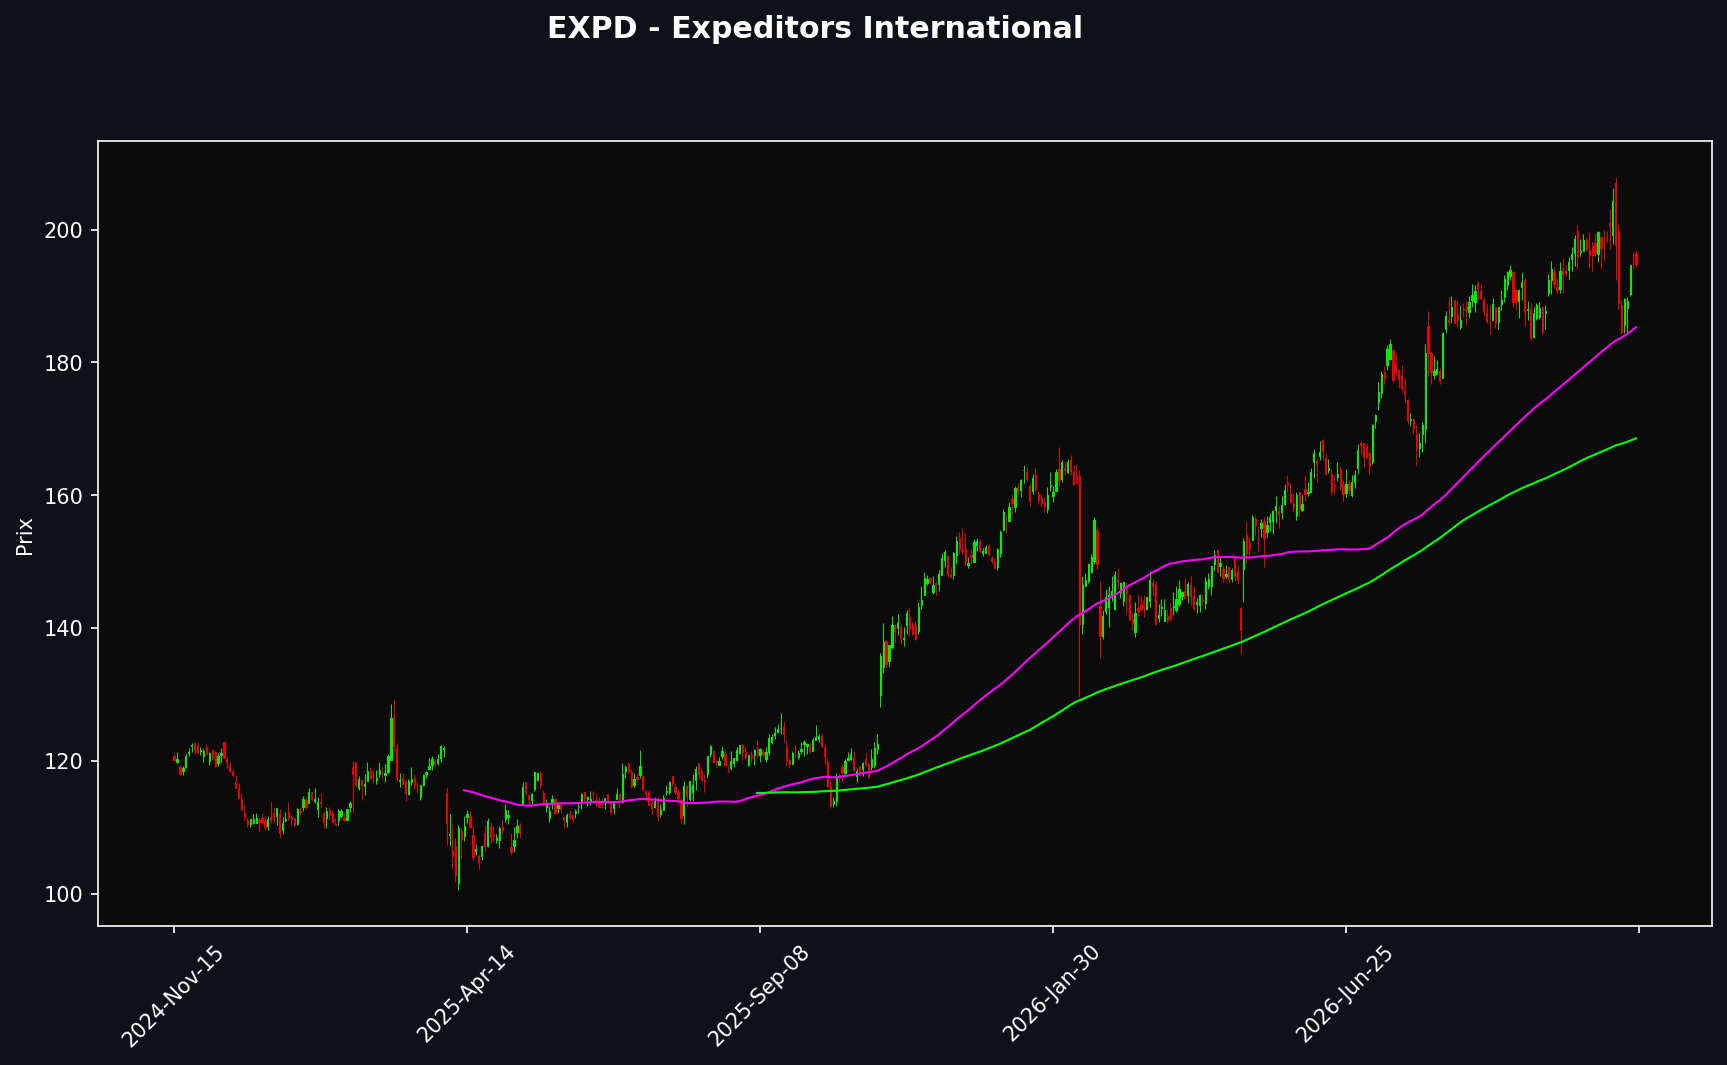 EXPD - Expeditors International
Prix
200
180
160
140
120
100
2024-Nov-15
2025-Apr-14
2025-Sep-08
2026-Jan-30
2026-Jun-25